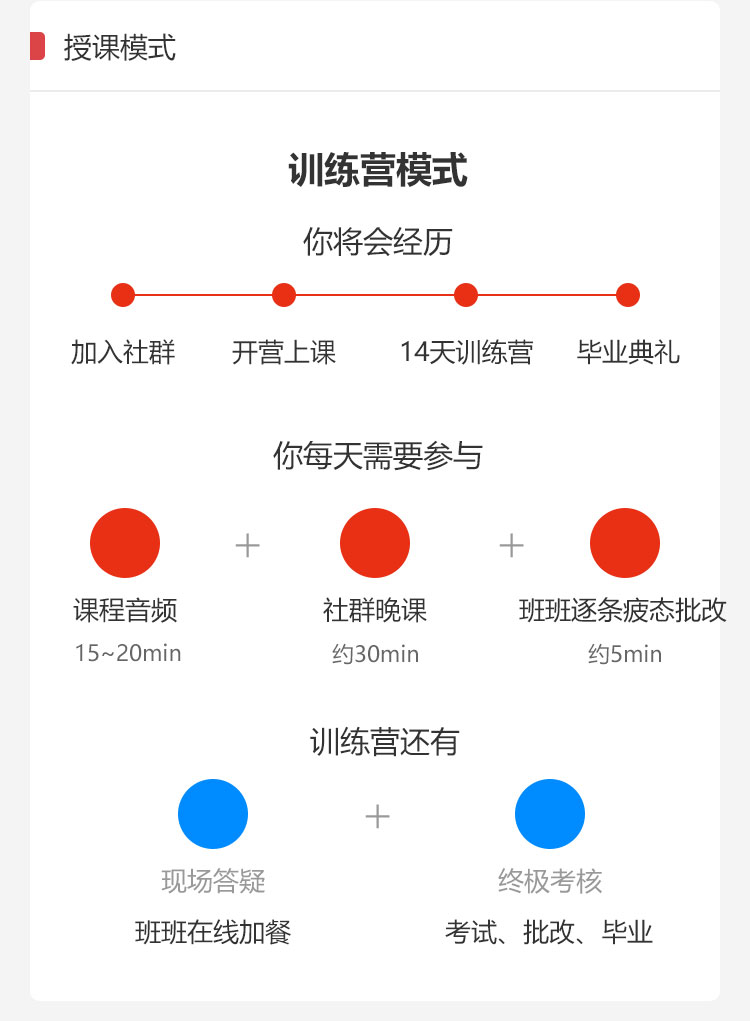 授课模式
训练营模式
你将会经历
加入社群 开营上课 14天训练营 毕业典礼
你每天需要参与
+ +
课程音频 社群晚课 班班逐条疲态批改
15~20min 约30min 约5min
训练营还有
+
现场答疑 终极考核
班班在线加餐 考试、批改、毕业